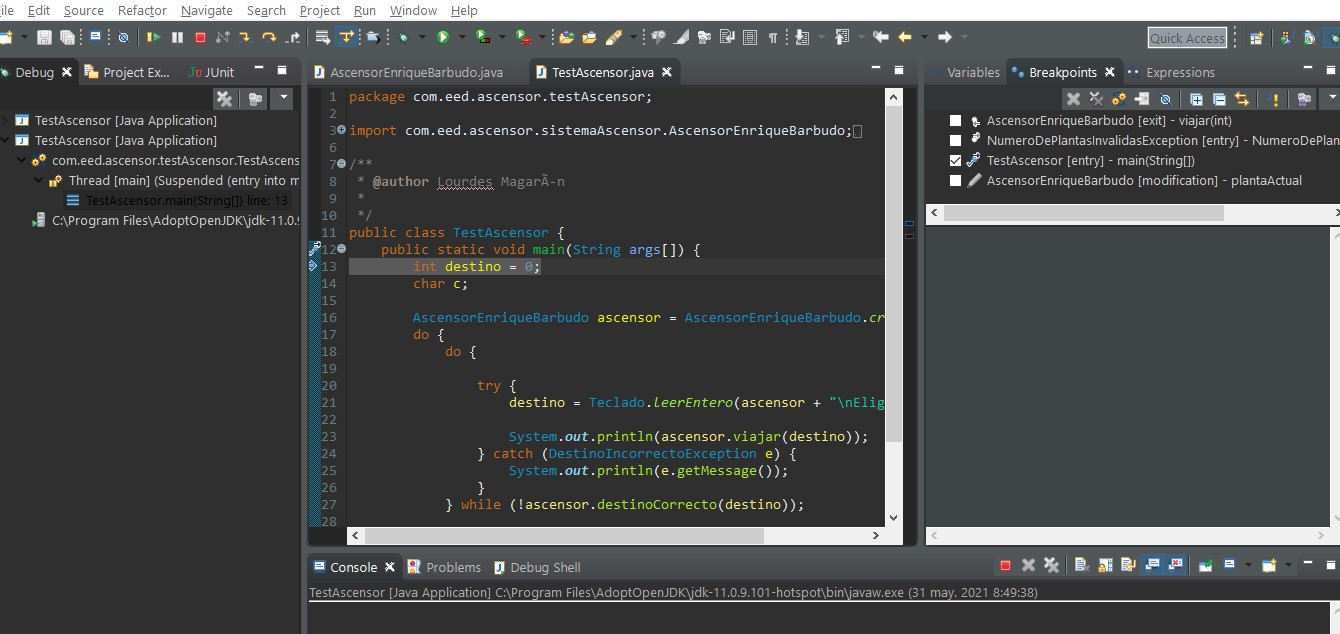 ile Edit Source Refactor Navigate Search Project Run Window Help
Quick Access
Debug Project Ex... JUnit
TestAscensor [Java Application]
TestAscensor [Java Application]
com.eed.ascensor.testAscensor.TestAscens
Thread [main] (Suspended (entry into m
TestAscensor.main(String[]) line: 13
C:\Program Files\AdoptOpenJDK\jdk-11.0.9
AscensorEnriqueBarbudo.java TestAscensor.java
1 package com.eed.ascensor.testAscensor;
2
3 import com.eed.ascensor.sistemaAscensor.AscensorEnriqueBarbudo;
6
7 /**
8 * @author Lourdes MagarÃ-n
9 *
10 */
11 public class TestAscensor {
12 public static void main(String args[]) {
13 int destino = 0;
14 char c;
15
16 AscensorEnriqueBarbudo ascensor = AscensorEnriqueBarbudo.cr
17 do {
18 do {
19
20 try {
21 destino = Teclado.leerEntero(ascensor + "\nElig
22
23 System.out.println(ascensor.viajar(destino));
24 } catch (DestinoIncorrectoException e) {
25 System.out.println(e.getMessage());
26 }
27 } while (!ascensor.destinoCorrecto(destino));
28
Variables Breakpoints Expressions
AscensorEnriqueBarbudo [exit] - viajar(int)
NumeroDePlantasInvalidasException [entry] - NumeroDePlan
TestAscensor [entry] - main(String[])
AscensorEnriqueBarbudo [modification] - plantaActual
Console Problems Debug Shell
TestAscensor [Java Application] C:\Program Files\AdoptOpenJDK\jdk-11.0.9.101-hotspot\bin\javaw.exe (31 may. 2021 8:49:38)